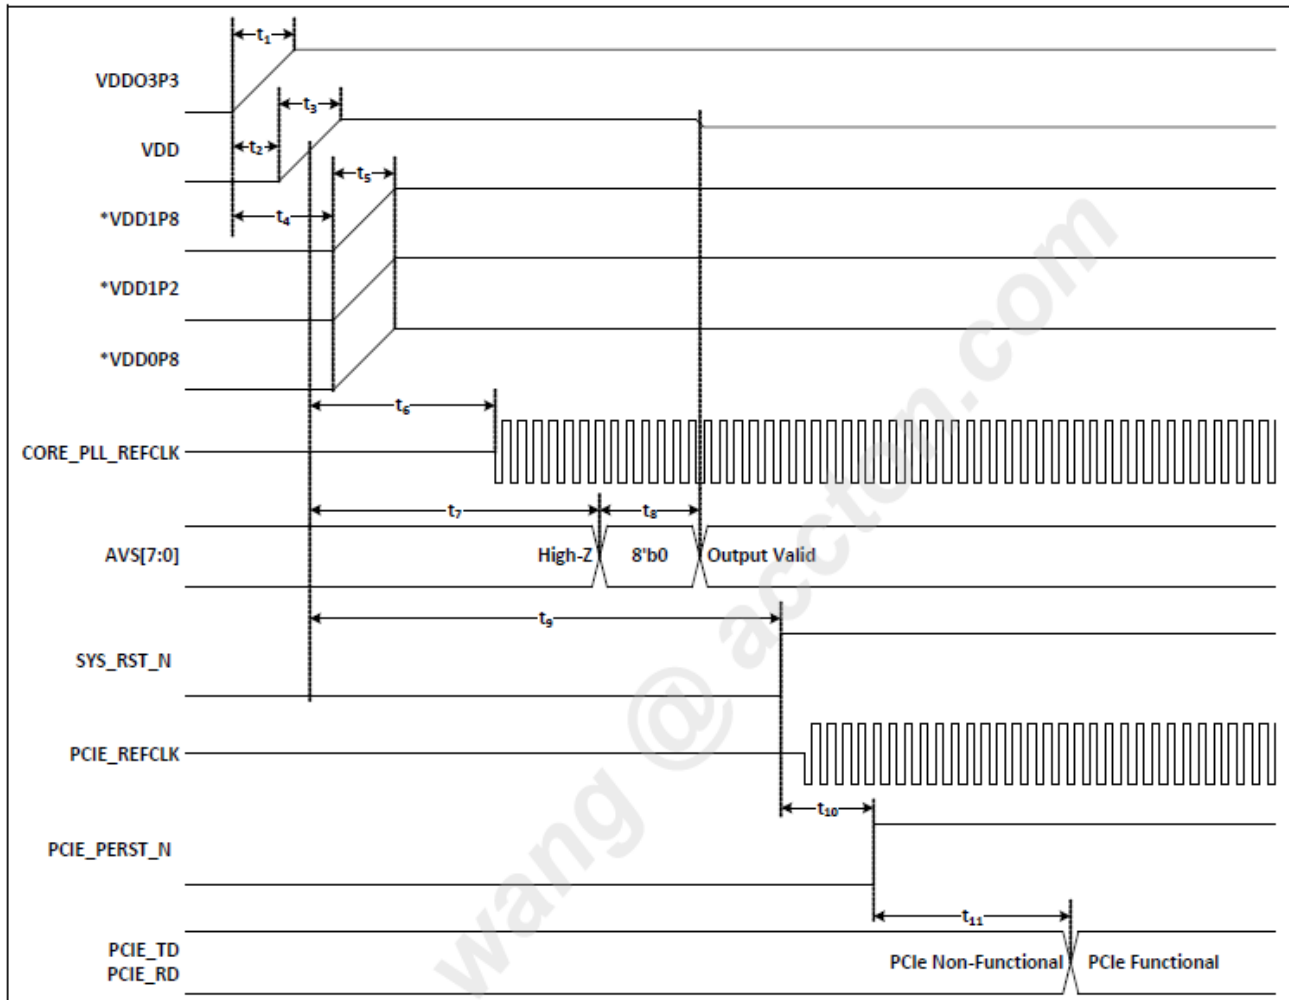 t₁
VDDO3P3
t₃
VDD
t₂
t₅
*VDD1P8
t₄
*VDD1P2
*VDD0P8
t₆
CORE_PLL_REFCLK
t₇ t₈
AVS[7:0] High-Z 8'b0 Output Valid
t₉
SYS_RST_N
PCIE_REFCLK
t₁₀
PCIE_PERST_N
t₁₁
PCIE_TD
PCIE_RD
PCIe Non-Functional PCIe Functional
wang @ accton.com